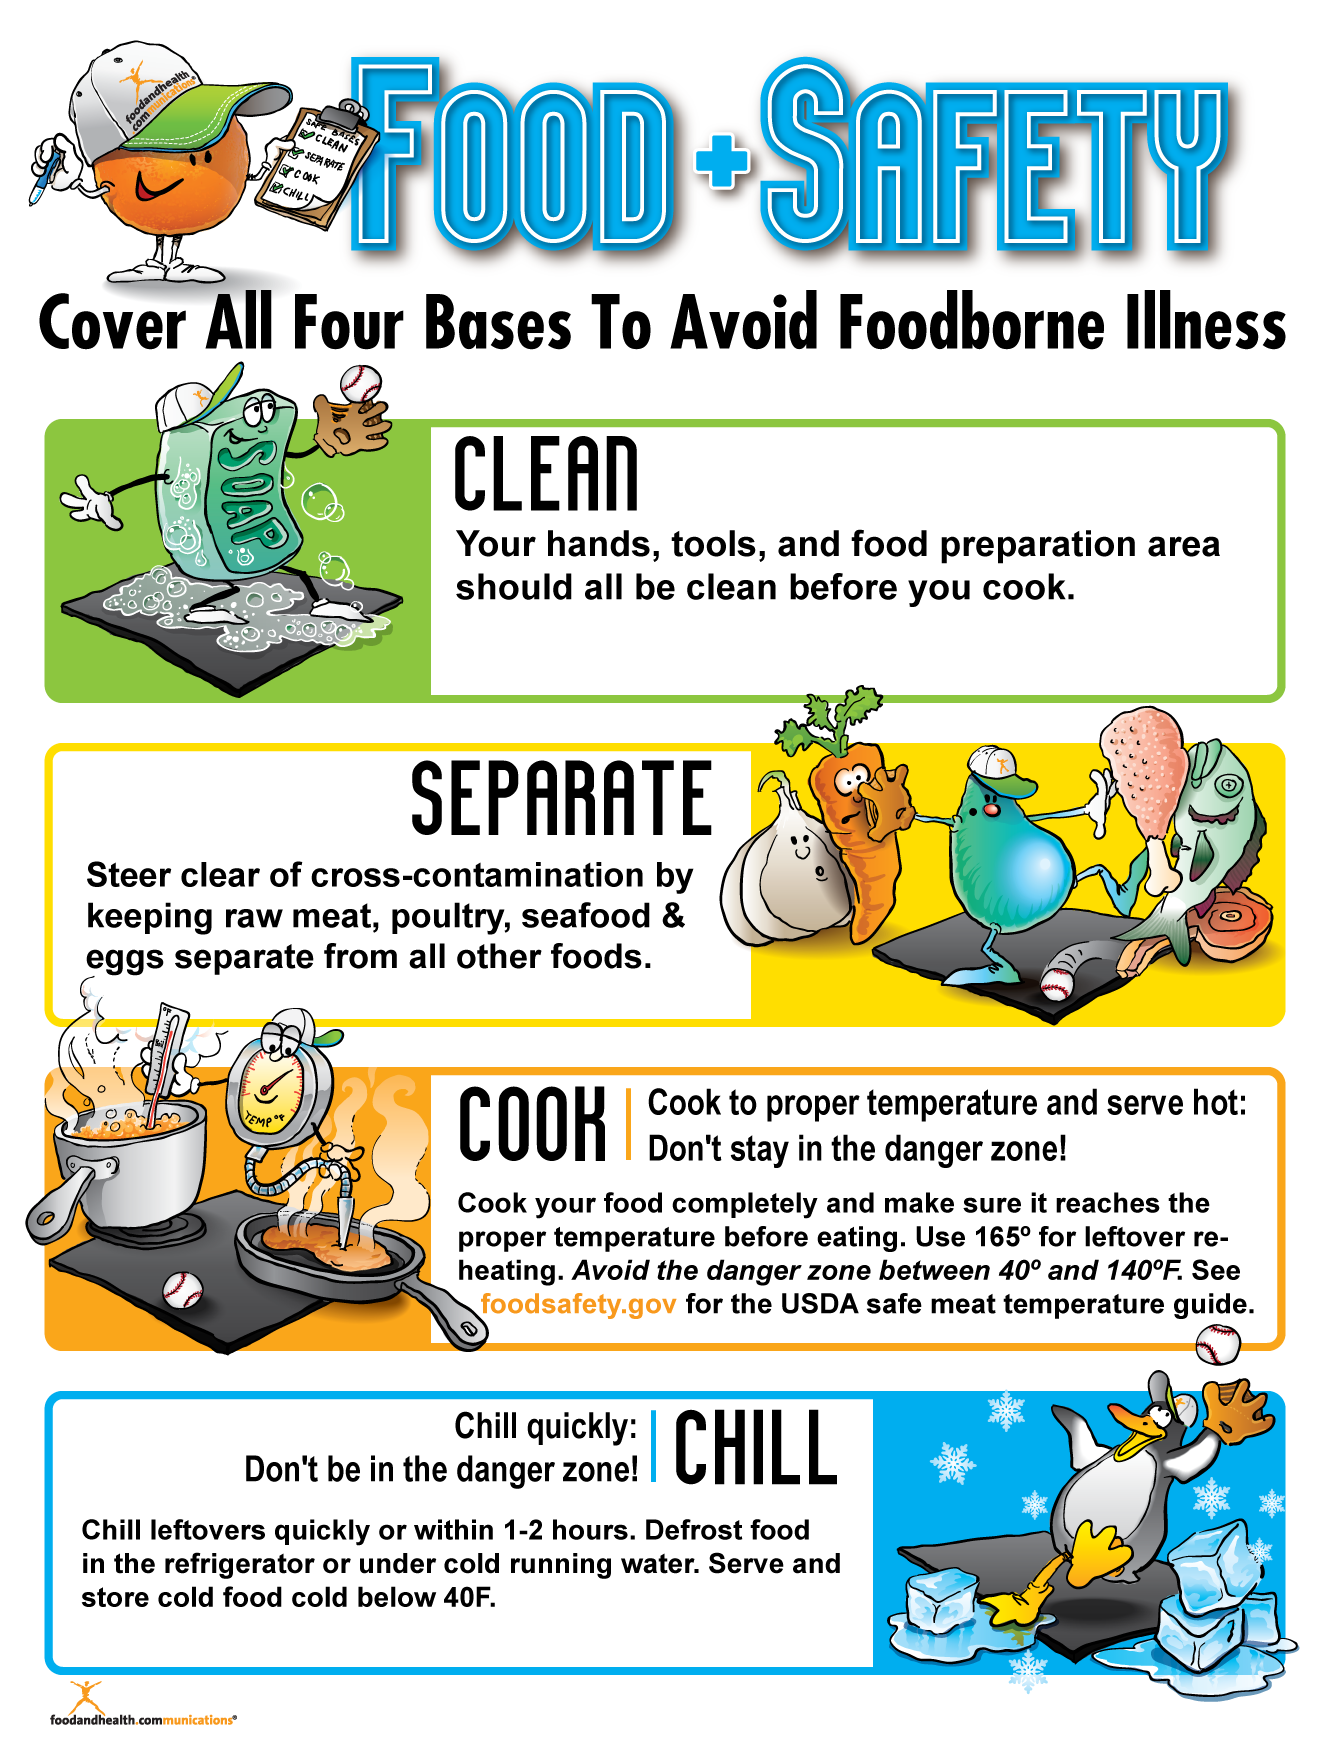 foodandhealth
communications®
SAFE BASES
CLEAN
SEPARATE
COOK
CHILL
FOOD + SAFETY
Cover All Four Bases To Avoid Foodborne Illness
SOAP
CLEAN
Your hands, tools, and food preparation area
should all be clean before you cook.
SEPARATE
Steer clear of cross-contamination by
keeping raw meat, poultry, seafood &
eggs separate from all other foods.
°F
TEMP °F
COOK
Cook to proper temperature and serve hot:
Don't stay in the danger zone!
Cook your food completely and make sure it reaches the
proper temperature before eating. Use 165º for leftover re-
heating. Avoid the danger zone between 40º and 140ºF. See
foodsafety.gov for the USDA safe meat temperature guide.
Chill quickly:
Don't be in the danger zone!
CHILL
Chill leftovers quickly or within 1-2 hours. Defrost food
in the refrigerator or under cold running water. Serve and
store cold food cold below 40F.
foodandhealth.communications®